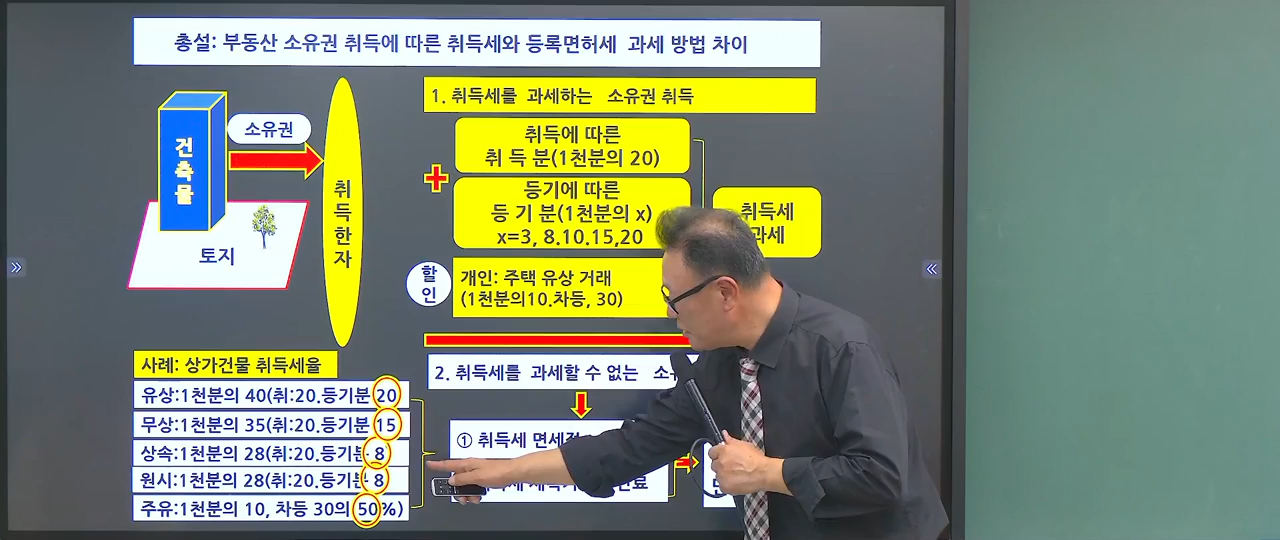 총설: 부동산 소유권 취득에 따른 취득세와 등록면허세 과세 방법 차이
건축물
소유권
토지
취득한자
1. 취득세를 과세하는 소유권 취득
취득에 따른
취 득 분(1천분의 20)
등기에 따른
등 기 분(1천분의 x)
x=3, 8.10.15,20
취득세
과세
할인
개인: 주택 유상 거래
(1천분의10.차등, 30)
사례: 상가건물 취득세율
유상:1천분의 40(취:20.등기분 20
무상:1천분의 35(취:20.등기분 15
상속:1천분의 28(취:20.등기분 8
원시:1천분의 28(취:20.등기분 8
주유:1천분의 10, 차등 30의 50%)
2. 취득세를 과세할 수 없는
① 취득세 면세점